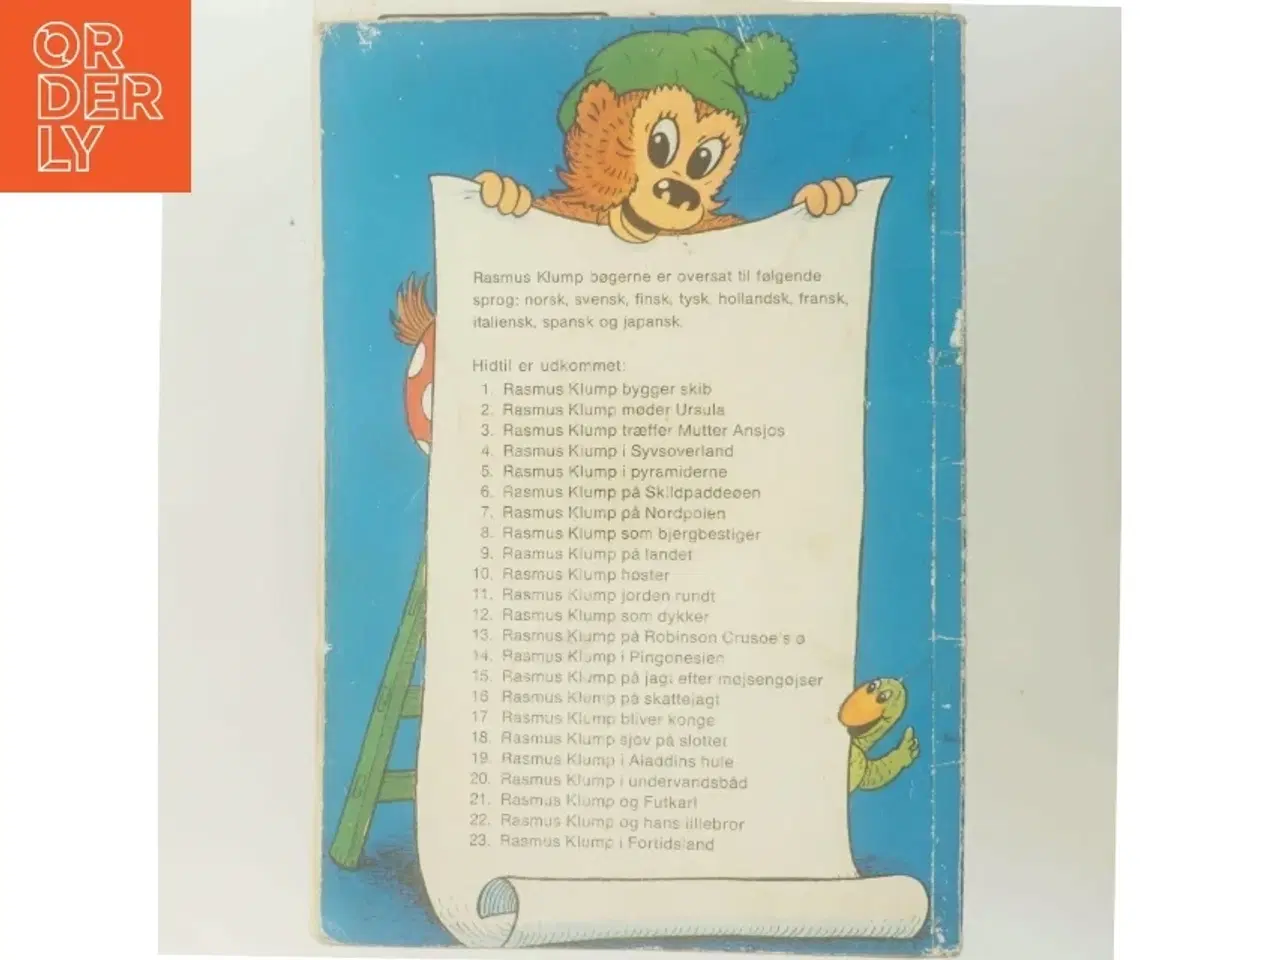 ORDERLY
Rasmus Klump bøgerne er oversat til følgende
sprog: norsk, svensk, finsk, tysk, hollandsk, fransk,
italiensk, spansk og japansk.
Hidtil er udkommet:
1. Rasmus Klump bygger skib
2. Rasmus Klump møder Ursula
3. Rasmus Klump træffer Mutter Ansjos
4. Rasmus Klump i Syvsoverland
5. Rasmus Klump i pyramiderne
6. Rasmus Klump på Skildpaddeøen
7. Rasmus Klump på Nordpolen
8. Rasmus Klump som bjergbestiger
9. Rasmus Klump på landet
10. Rasmus Klump høster
11. Rasmus Klump jorden rundt
12. Rasmus Klump som dykker
13. Rasmus Klump på Robinson Crusoe's ø
14. Rasmus Klump i Pingonesien
15. Rasmus Klump på jagt efter møjsengøjser
16 Rasmus Klump på skattejagt
17. Rasmus Klump bliver konge
18. Rasmus Klump sjov på slottet
19. Rasmus Klump i Aladdins hule
20. Rasmus Klump i undervandsbåd
21. Rasmus Klump og Futkarl
22. Rasmus Klump og hans lillebror
23. Rasmus Klump i Fortidsland